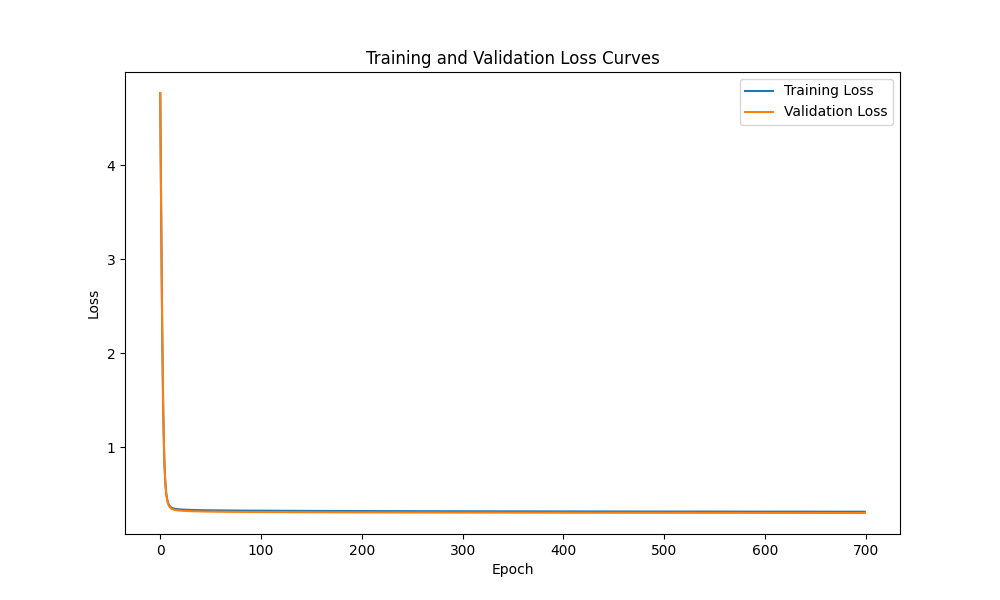 Training and Validation Loss Curves
Training Loss
Validation Loss
4
3
2
1
Loss
0 100 200 300 400 500 600 700
Epoch